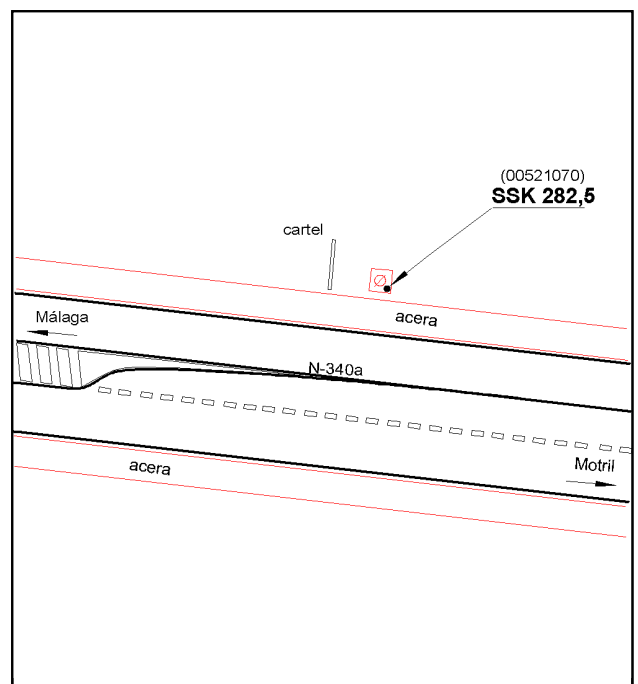 (00521070)
SSK 282,5
cartel
acera
Málaga
N-340a
Motril
acera